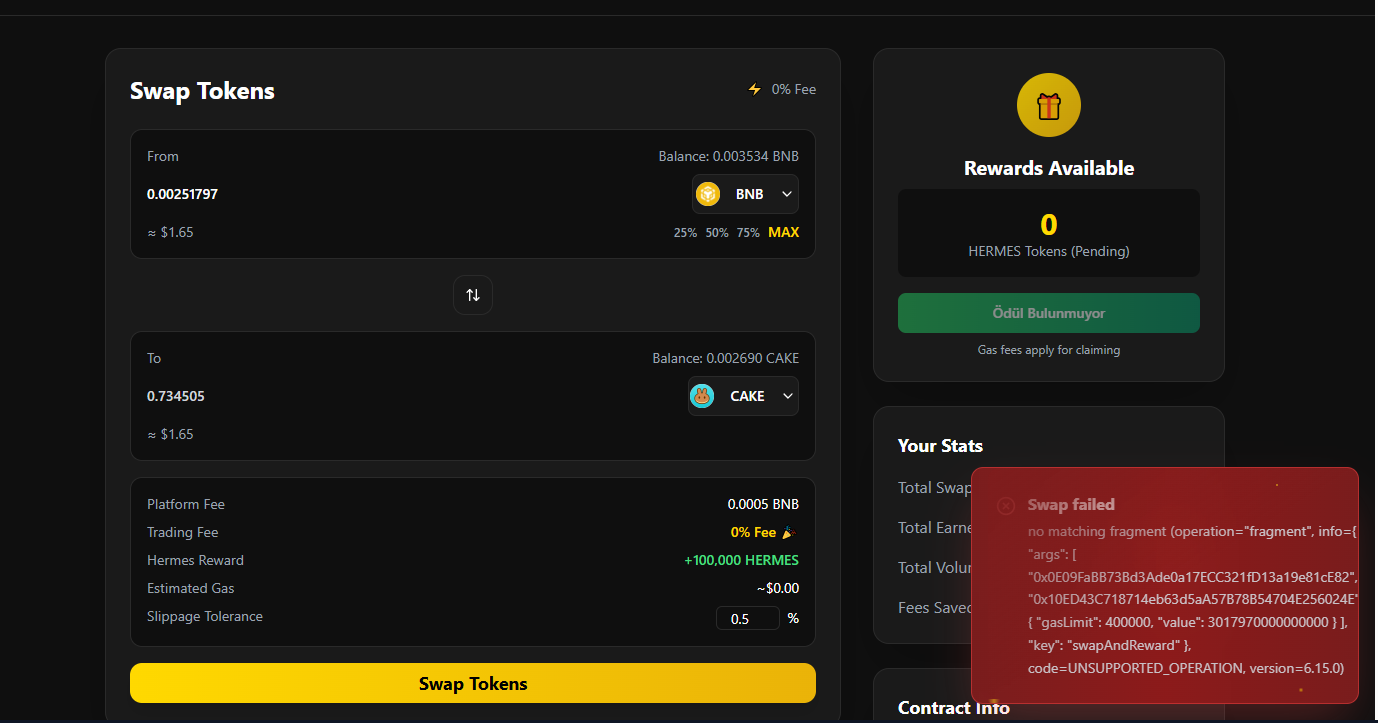 Swap Tokens
⚡ 0% Fee
From
Balance: 0.003534 BNB
0.00251797
BNB
≈ $1.65
25% 50% 75% MAX
To
Balance: 0.002690 CAKE
0.734505
CAKE
≈ $1.65
Platform Fee
0.0005 BNB
Trading Fee
0% Fee 🎉
Hermes Reward
+100,000 HERMES
Estimated Gas
~$0.00
Slippage Tolerance
0.5 %
Swap Tokens
Rewards Available
0
HERMES Tokens (Pending)
Ödül Bulunmuyor
Gas fees apply for claiming
Your Stats
Total Swap
Total Earne
Total Volu
Fees Saved
Swap failed
no matching fragment (operation="fragment", info={
"args": [
"0x0E09FaBB73Bd3Ade0a17ECC321fD13a19e81cE82",
"0x10ED43C718714eb63d5aA57B78B54704E256024E"
{ "gasLimit": 400000, "value": 3017970000000000 } ],
"key": "swapAndReward" },
code=UNSUPPORTED_OPERATION, version=6.15.0)
Contract Info